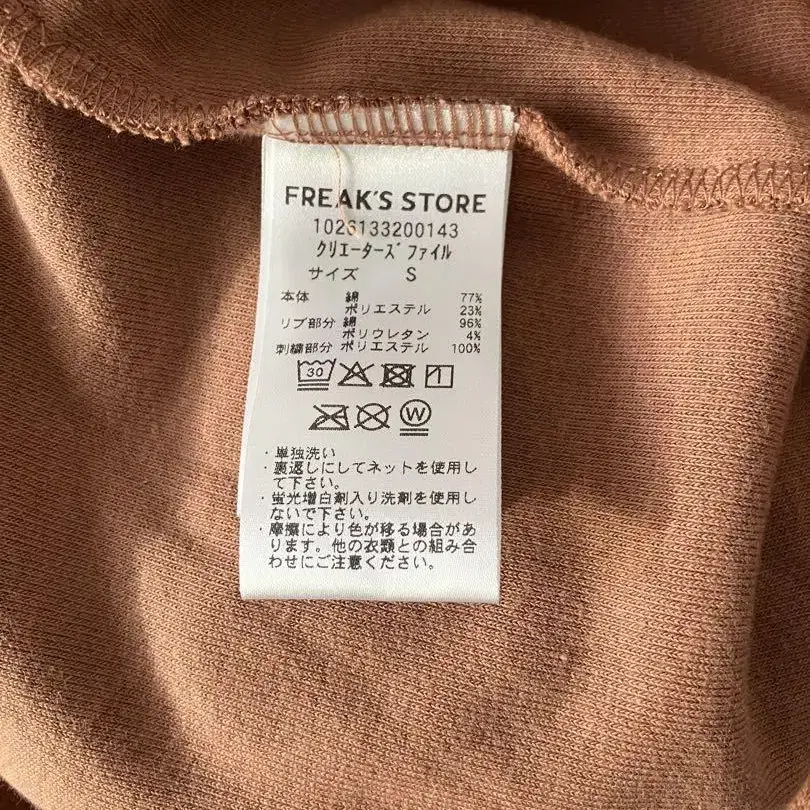 FREAK'S STORE
1026133200143
クリエーターズファイル
サイズ S
本体 綿 77%
ポリエステル 23%
リブ部分 綿 96%
ポリウレタン 4%
刺繍部分 ポリエステル 100%
30
W
・単独洗い
・裏返しにしてネットを使用し
て下さい。
・蛍光増白剤入り洗剤を使用し
ないで下さい。
・摩擦により色が移る場合があ
ります。他の衣類との組み合
わせにご注意ください。